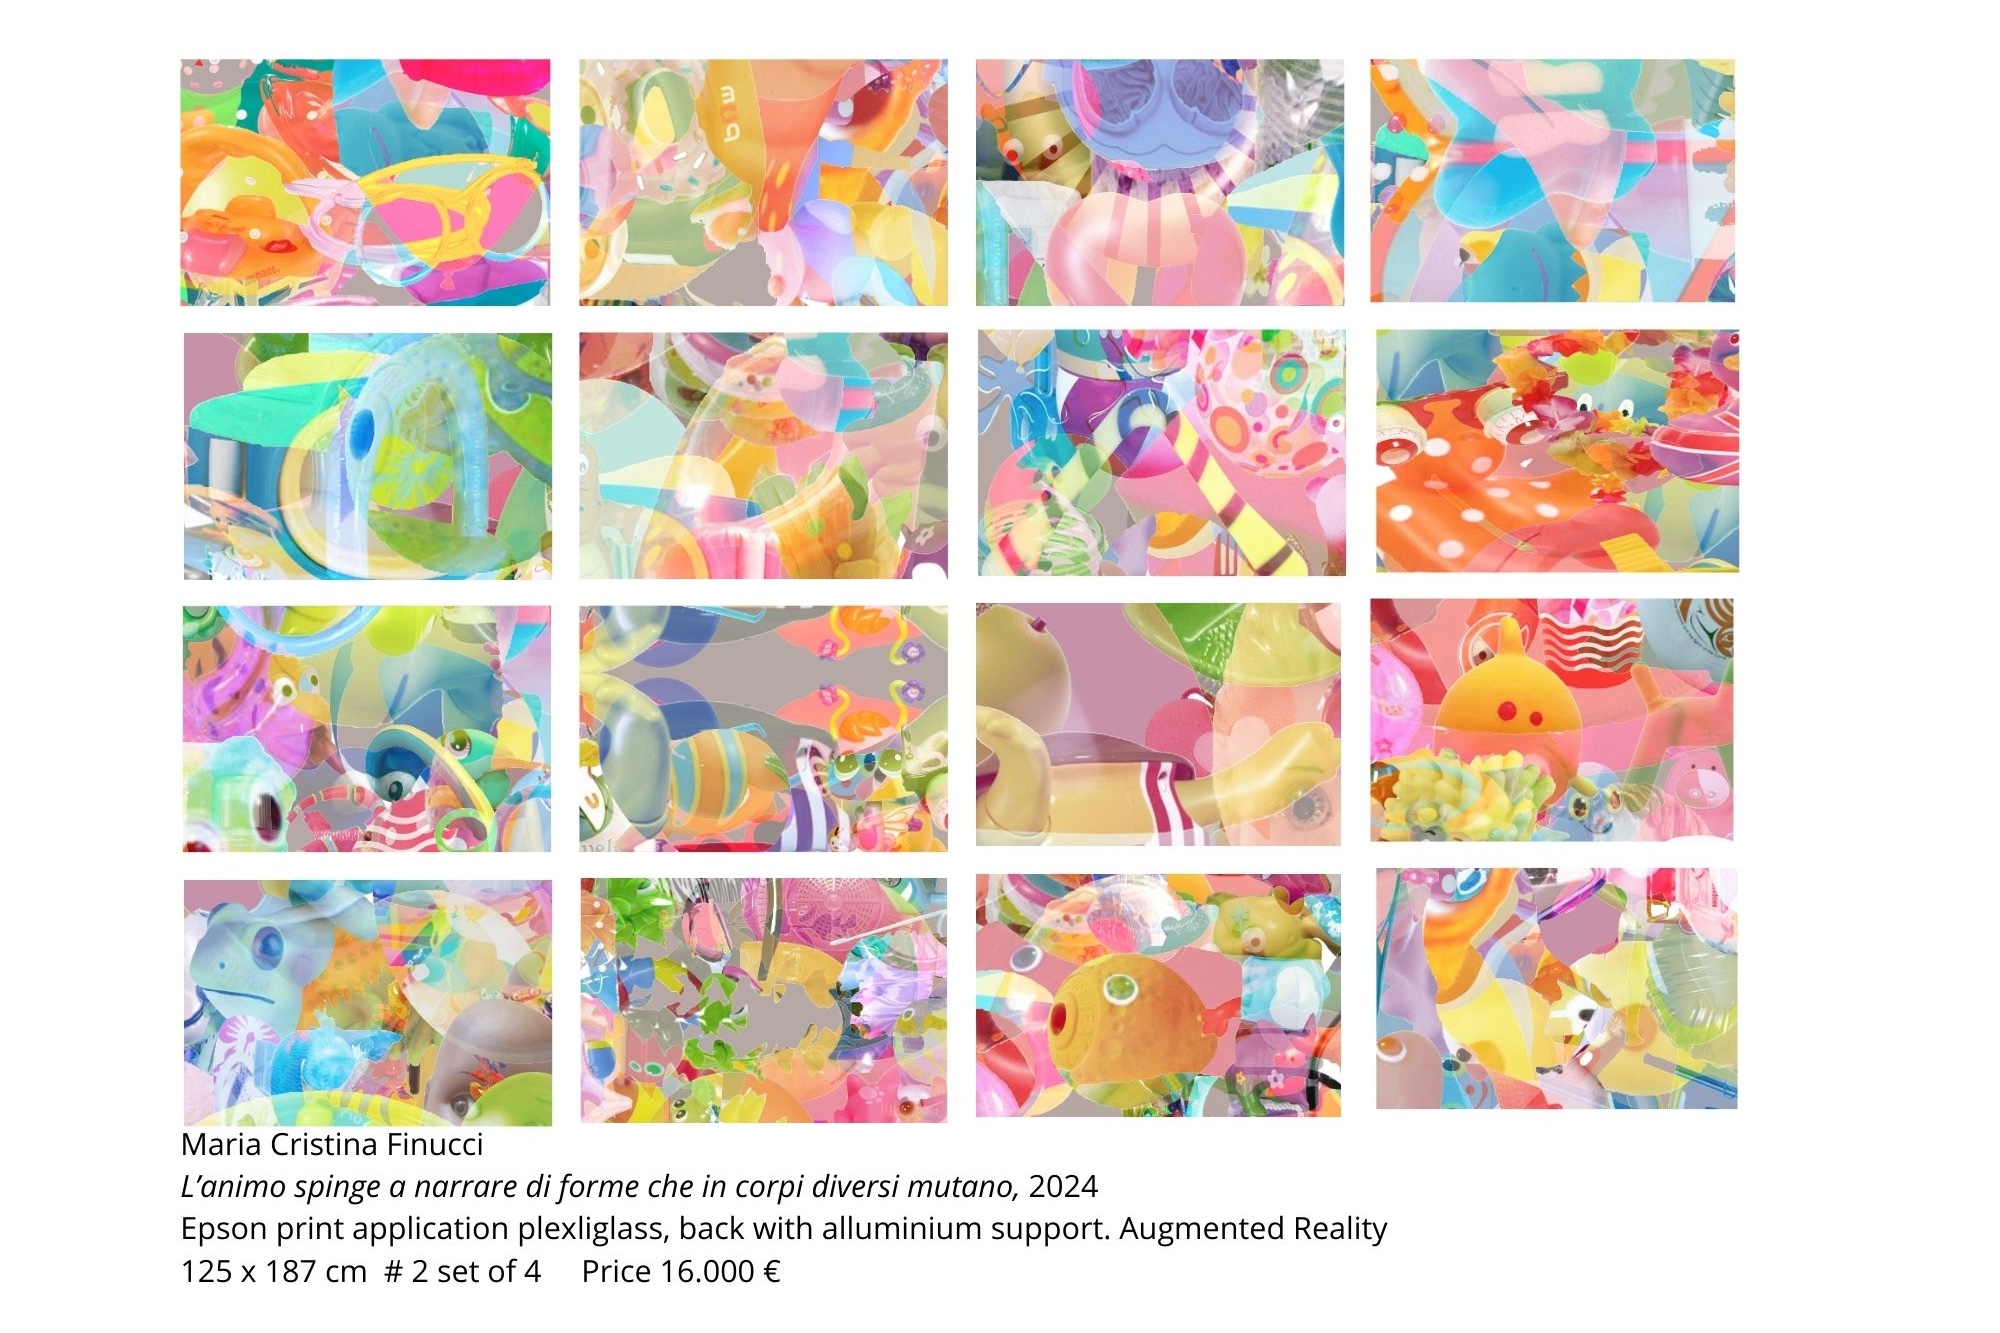 Maria Cristina Finucci
L’animo spinge a narrare di forme che in corpi diversi mutano, 2024
Epson print application plexliglass, back with alluminium support. Augmented Reality
125 x 187 cm # 2 set of 4 Price 16.000 €